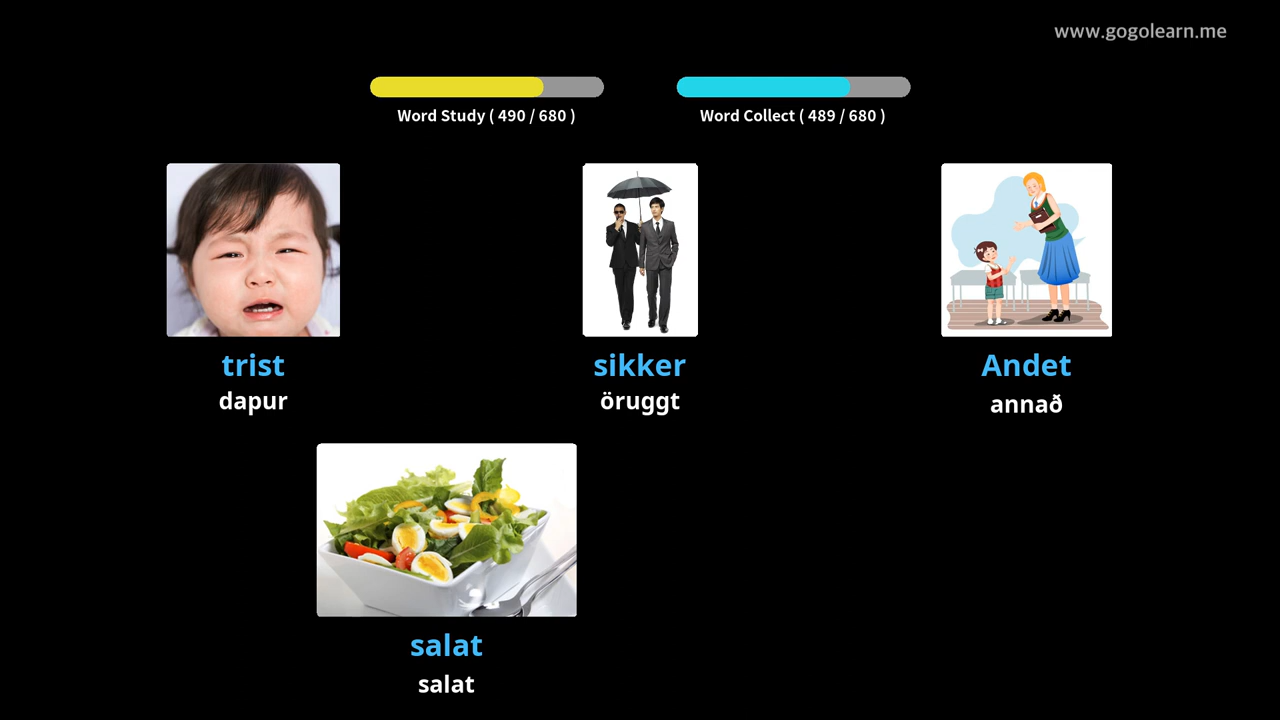 www.gogolearn.me
Word Study ( 490 / 680 )
Word Collect ( 489 / 680 )
trist
dapur
sikker
öruggt
Andet
annað
salat
salat